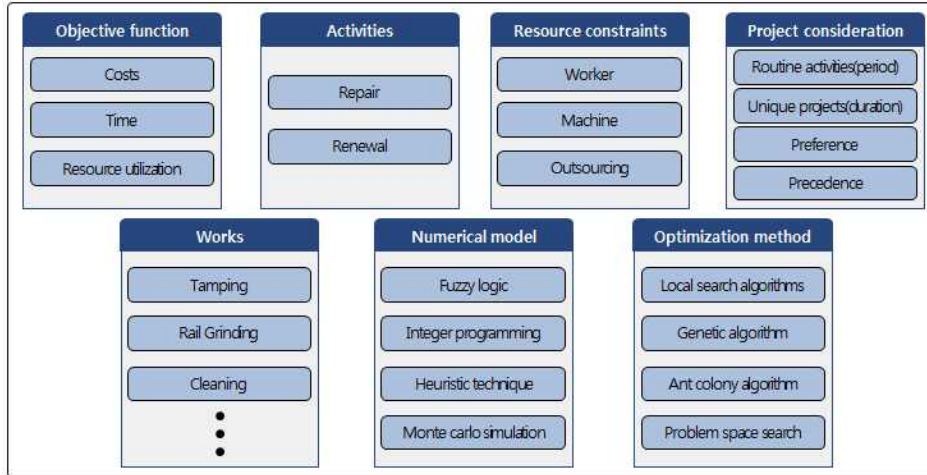 Objective function
Costs
Time
Resource utilization
Activities
Repair
Renewal
Resource constraints
Worker
Machine
Outsourcing
Project consideration
Routine activities(period)
Unique projects(duration)
Preference
Precedence
Works
Tamping
Rail Grinding
Cleaning
Numerical model
Fuzzy logic
Integer programming
Heuristic technique
Monte carlo simulation
Optimization method
Local search algorithms
Genetic algorithm
Ant colony algorithm
Problem space search